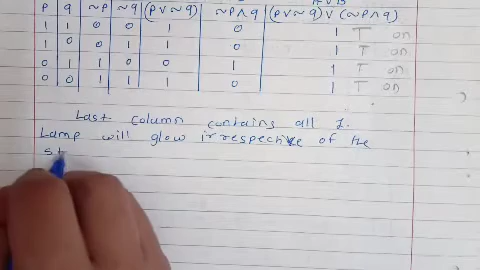 AVB
P q ~P ~q (P∨~q) ~P∧q (P∨~q)∨(~P∧q)
1 1 0 0 1 0 1 T on
1 0 0 1 1 0 1 T on
0 1 1 0 0 1 1 T on
0 0 1 1 1 0 1 T on
Last column contains all 1.
Lamp will glow irrespective of the
st